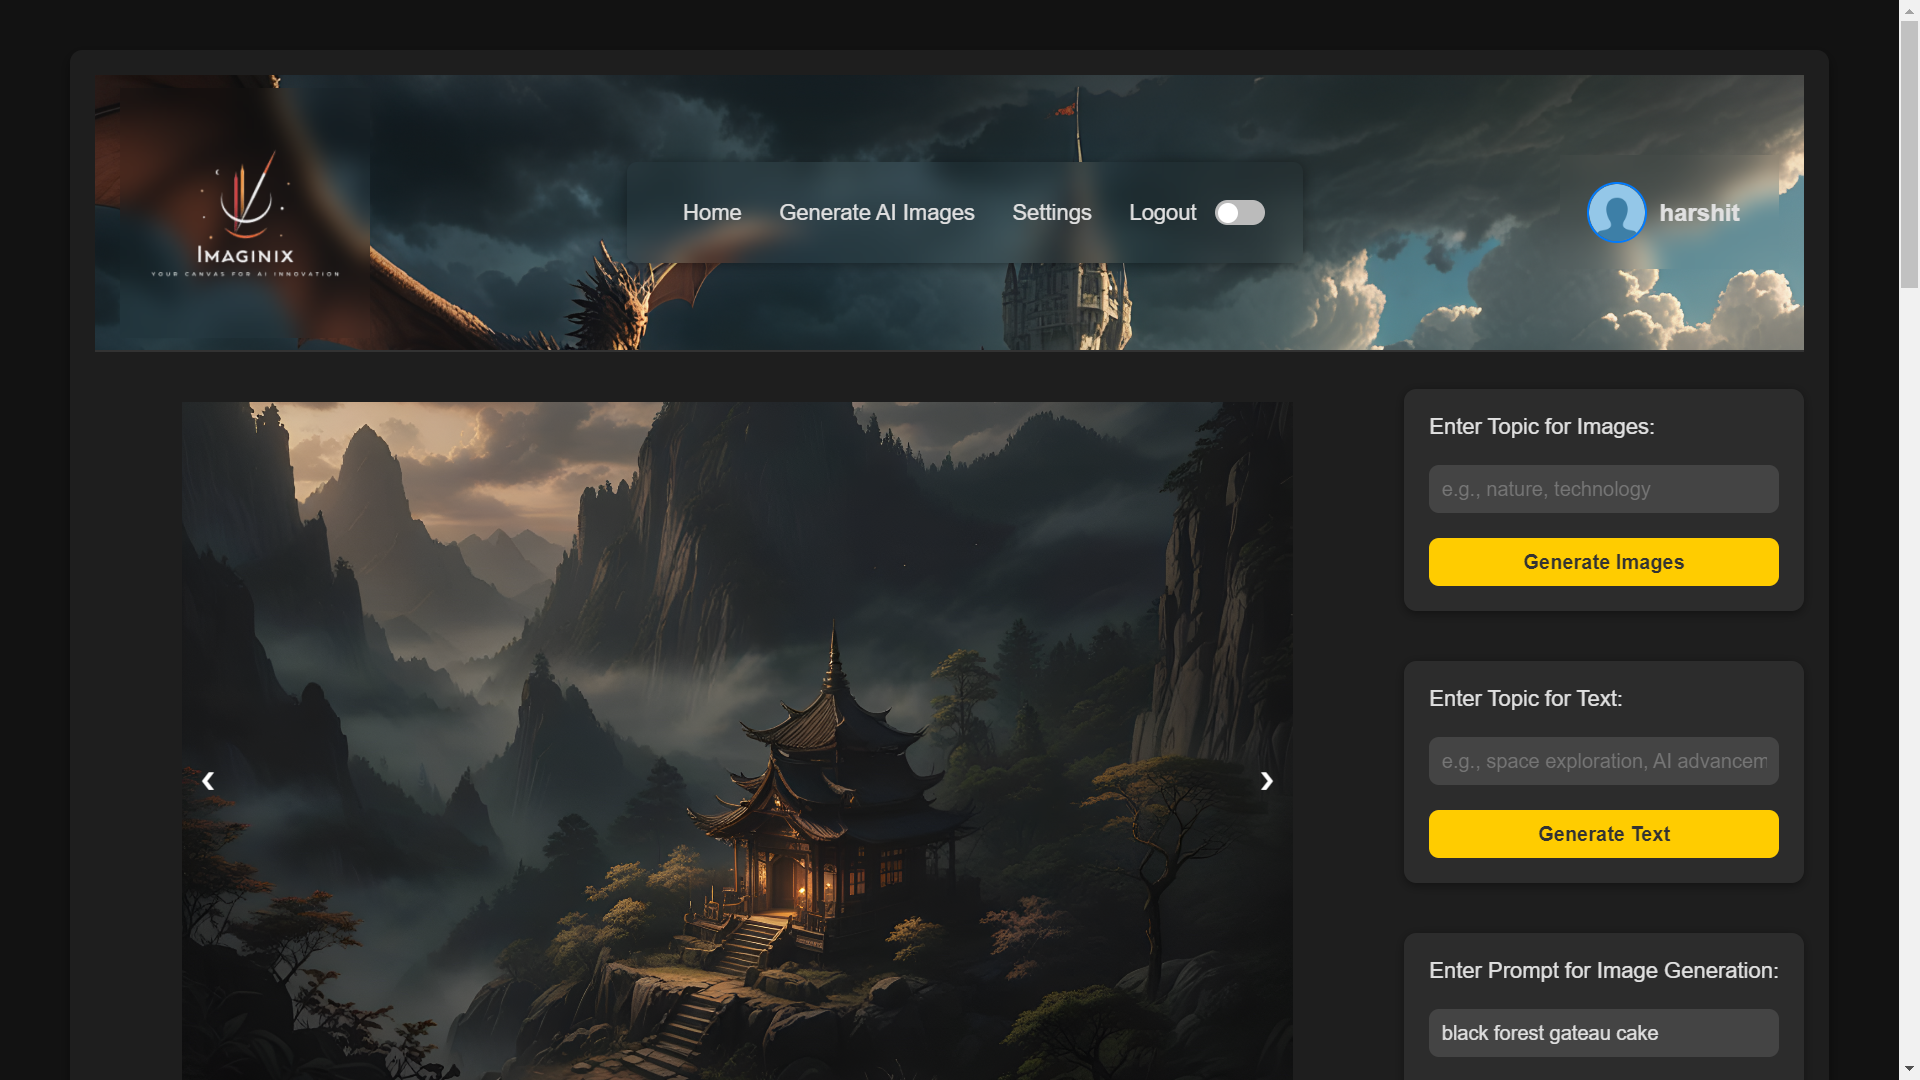 IMAGINIX
YOUR CANVAS FOR AI INNOVATION
Home
Generate AI Images
Settings
Logout
harshit
Enter Topic for Images:
e.g., nature, technology
Generate Images
Enter Topic for Text:
e.g., space exploration, AI advancem
Generate Text
Enter Prompt for Image Generation:
black forest gateau cake